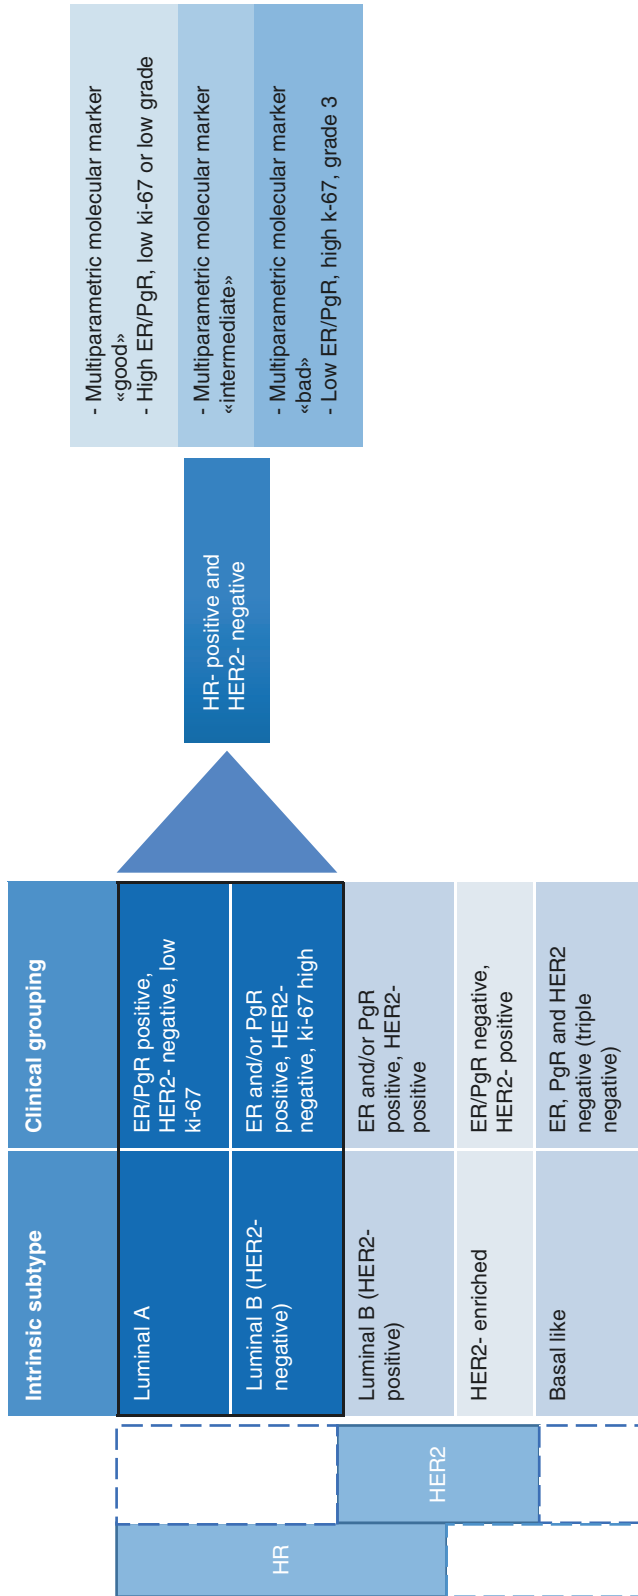 HR
HER2
Intrinsic subtype
Clinical grouping
Luminal A
ER/PgR positive,
HER2- negative, low
ki-67
Luminal B (HER2-
negative)
ER and/or PgR
positive, HER2-
negative, ki-67 high
Luminal B (HER2-
positive)
ER and/or PgR
positive, HER2-
positive
HER2- enriched
ER/PgR negative,
HER2- positive
Basal like
ER, PgR and HER2
negative (triple
negative)
HR- positive and
HER2- negative
- Multiparametric molecular marker
«good»
- High ER/PgR, low ki-67 or low grade
- Multiparametric molecular marker
«intermediate»
- Multiparametric molecular marker
«bad»
- Low ER/PgR, high k-67, grade 3